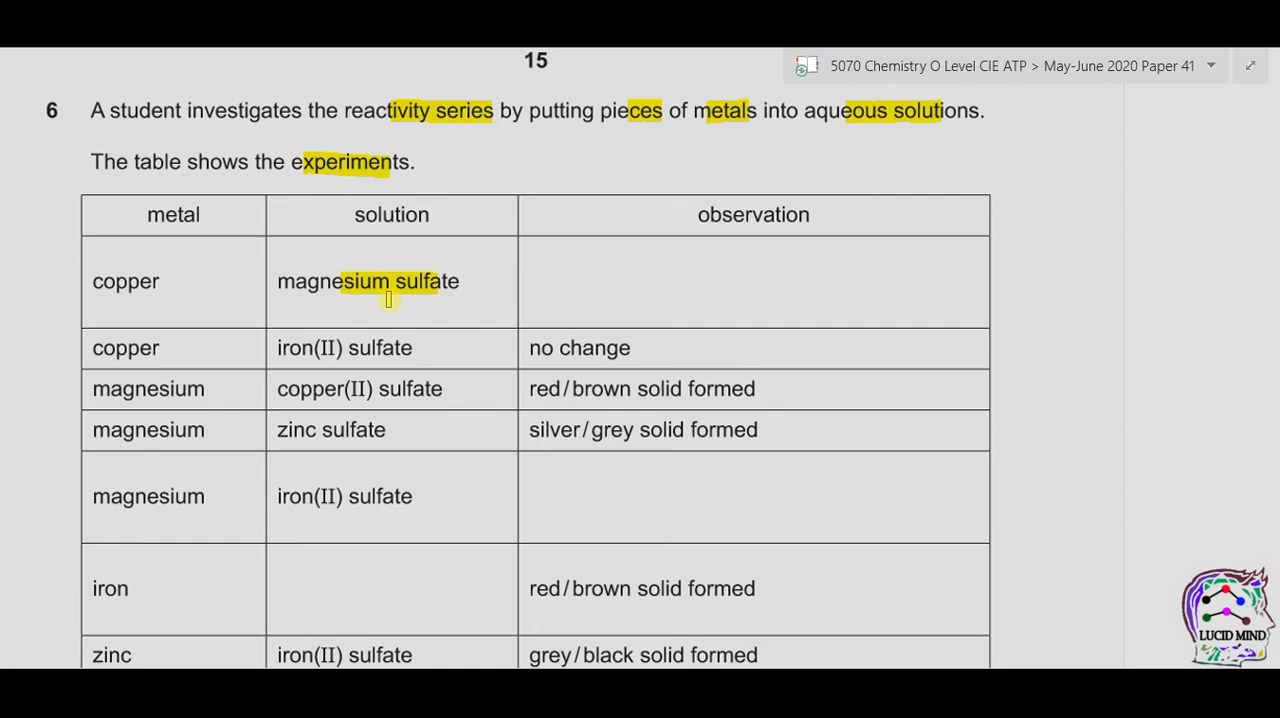 15
5070 Chemistry O Level CIE ATP > May-June 2020 Paper 41
6 A student investigates the reactivity series by putting pieces of metals into aqueous solutions.
The table shows the experiments.
metal solution observation
copper magnesium sulfate
copper iron(II) sulfate no change
magnesium copper(II) sulfate red/brown solid formed
magnesium zinc sulfate silver/grey solid formed
magnesium iron(II) sulfate
iron red/brown solid formed
zinc iron(II) sulfate grey/black solid formed
LUCID MIND